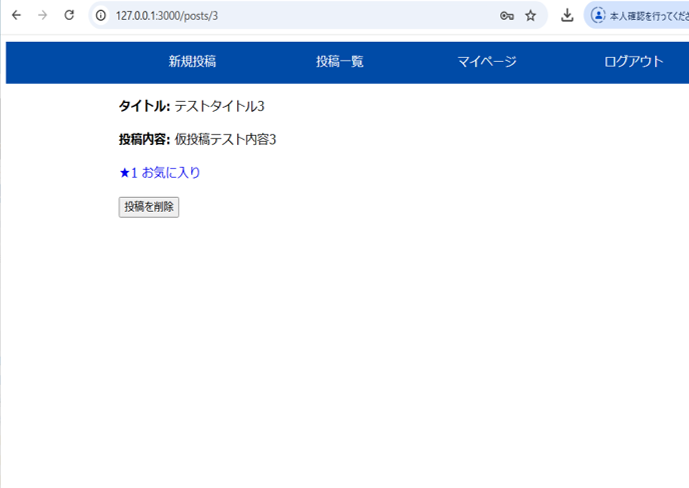 127.0.0.1:3000/posts/3
本人確認を行ってくださ
新規投稿 投稿一覧 マイページ ログアウト
タイトル: テストタイトル3
投稿内容: 仮投稿テスト内容3
★1 お気に入り
投稿を削除